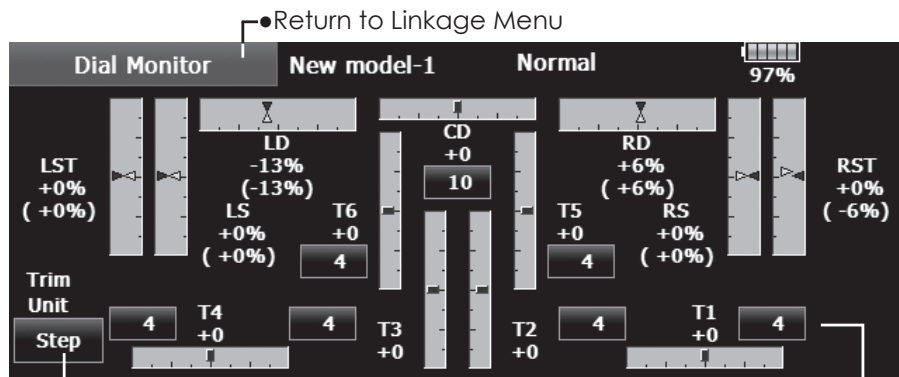 ●Return to Linkage Menu
Dial Monitor New model-1 Normal 97%
LST
+0%
( +0%)
LD
-13%
(-13%)
LS
+0%
( +0%)
T6
+0
4
CD
+0
10
T5
+0
4
RD
+6%
( +6%)
RS
+0%
( +0%)
RST
+0%
( -6%)
Trim
Unit
Step
4
T4
+0
4
T3
+0
T2
+0
4
T1
+0
4